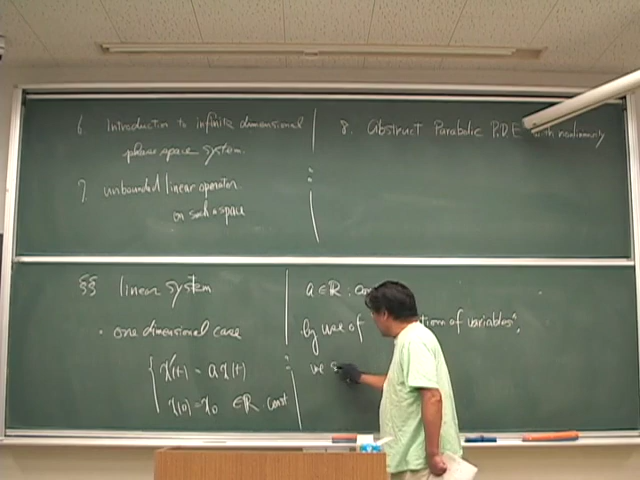 6. Introduction to infinite dimensional
phase space system.
7. unbounded linear operator
on such a space
8. Abstract Parabolic P.D.E with nonlinearity
§§ linear system
• one dimensional case
x'(t) = a x(t)
x(0) = x₀ ∈ ℝ const
a ∈ ℝ
by use of tion of variables",
we s